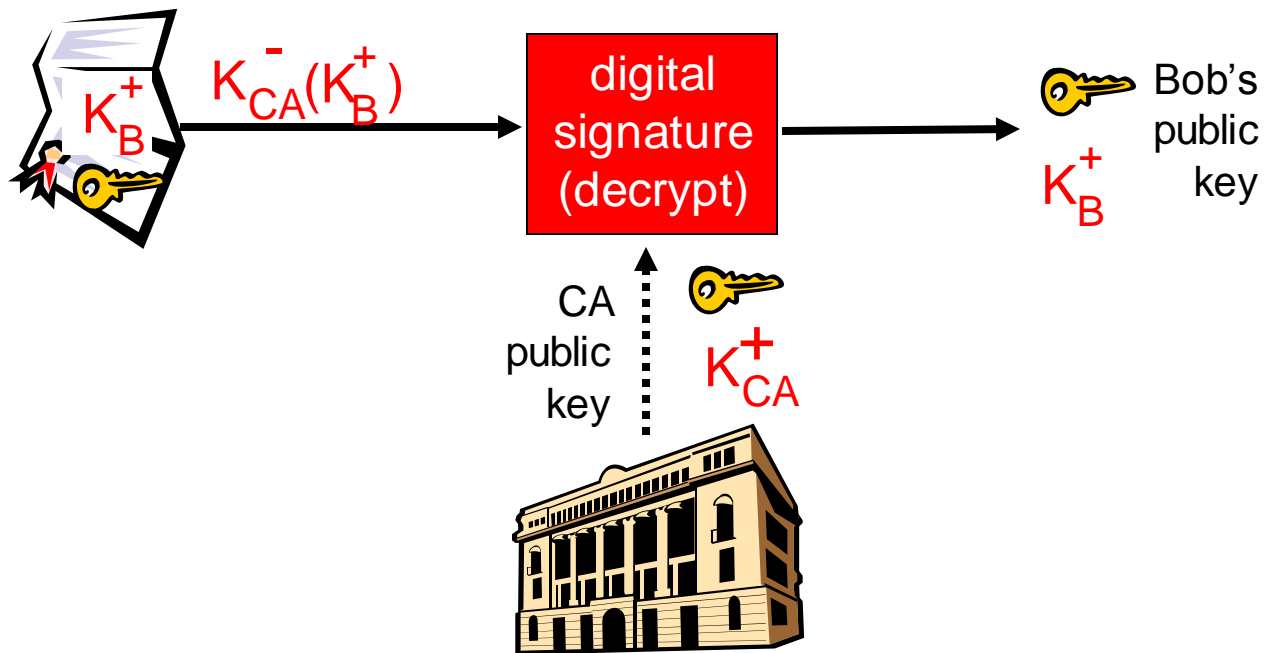 K_B^+
K_CA^-(K_B^+)
digital
signature
(decrypt)
Bob's
public
key
K_B^+
CA
public
key
K_CA^+